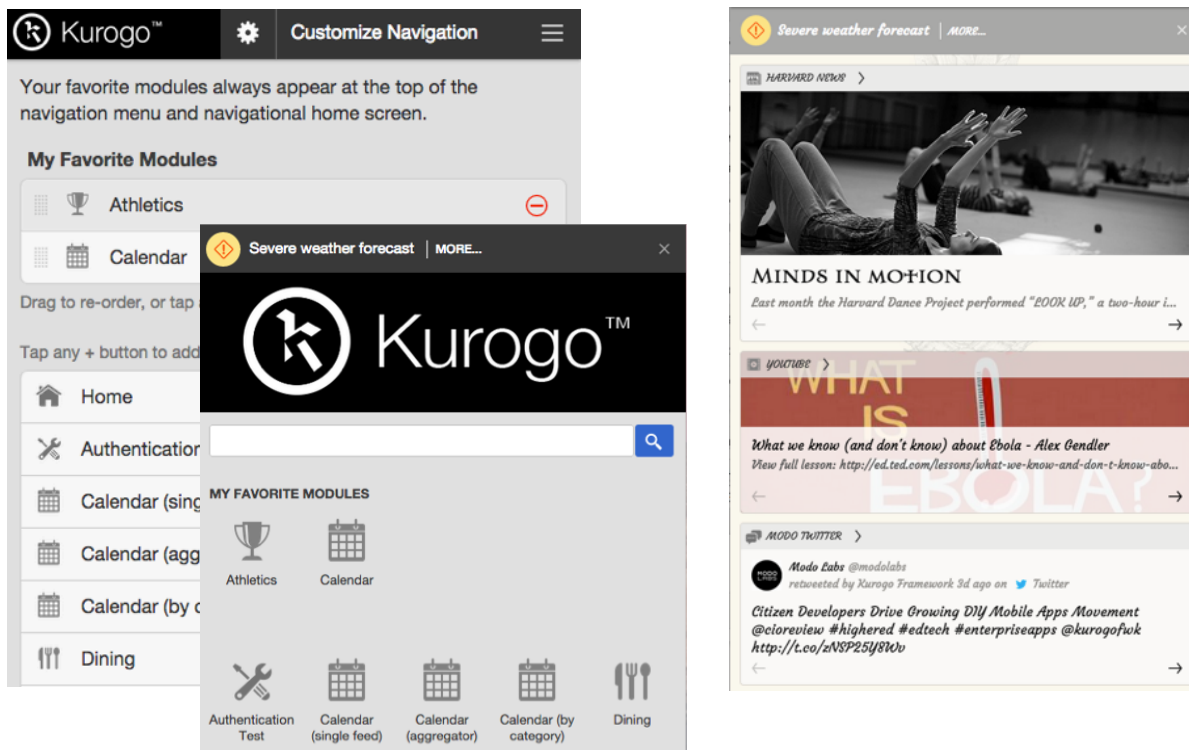 Kurogo™
Customize Navigation
Your favorite modules always appear at the top of the
navigation menu and navigational home screen.
My Favorite Modules
Athletics
Calendar
Drag to re-order, or tap
Tap any + button to add
Home
Authentication
Calendar (sing
Calendar (agg
Calendar (by c
Dining
Severe weather forecast | MORE...
Kurogo™
MY FAVORITE MODULES
Athletics
Calendar
Authentication
Test
Calendar
(single feed)
Calendar
(aggregator)
Calendar (by
category)
Dining
Severe weather forecast | MORE...
HARVARD NEWS
MINDS IN MOTION
Last month the Harvard Dance Project performed “LOOK UP,” a two-hour i...
YOUTUBE
WHAT
IS
EBOLA?
What we know (and don't know) about Ebola - Alex Gendler
View full lesson: http://ed.ted.com/lessons/what-we-know-and-don-t-know-abo...
MODO TWITTER
MODO
LABS
Modo Labs @modolabs
retweeted by Kurogo Framework 3d ago on Twitter
Citizen Developers Drive Growing DIY Mobile Apps Movement
@cioreview #highered #edtech #enterpriseapps @kurogofwk
http://t.co/zNSP25Y8Wv